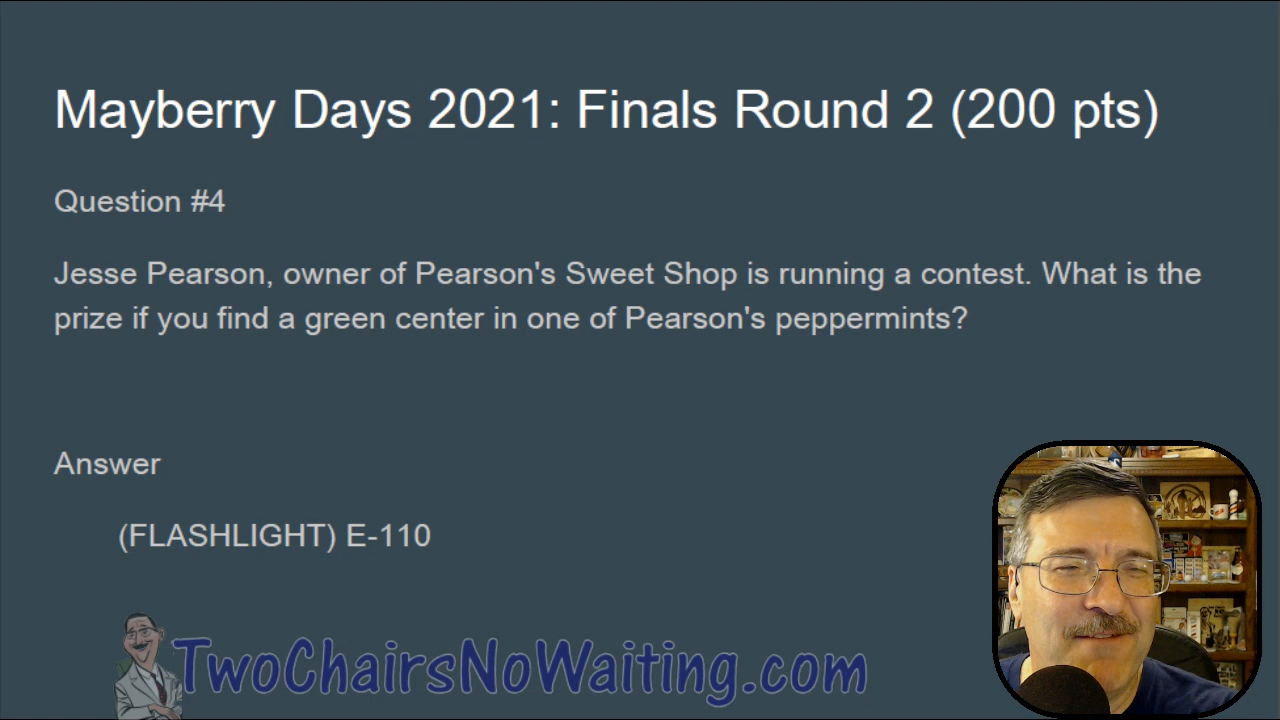 Mayberry Days 2021: Finals Round 2 (200 pts)
Question #4
Jesse Pearson, owner of Pearson's Sweet Shop is running a contest. What is the
prize if you find a green center in one of Pearson's peppermints?
Answer
(FLASHLIGHT) E-110
TwoChairsNoWaiting.com